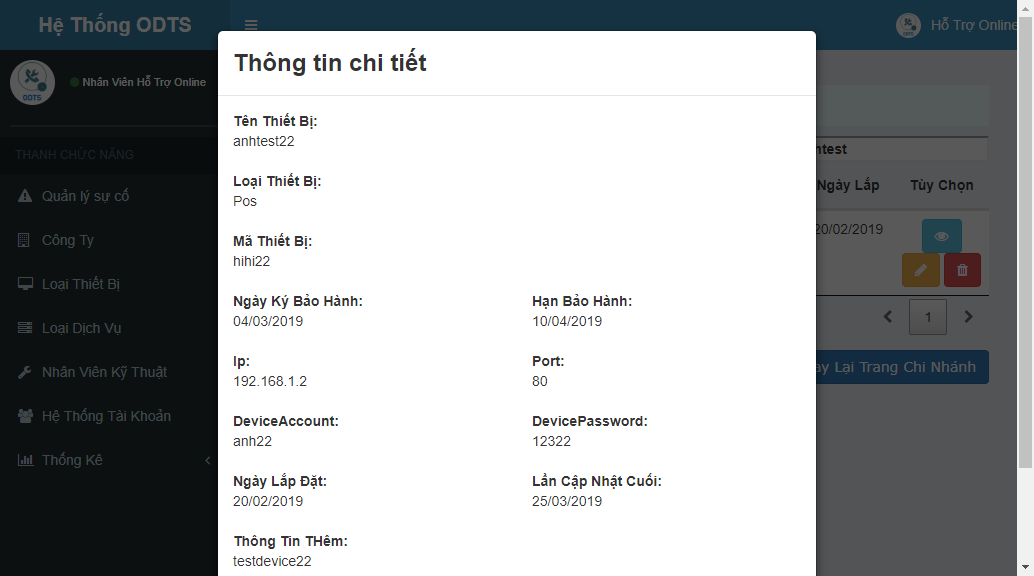 Hệ Thống ODTS
Hỗ Trợ Online
ODTS
Nhân Viên Hỗ Trợ Online
THANH CHỨC NĂNG
Quản lý sự cố
Công Ty
Loại Thiết Bị
Loại Dịch Vụ
Nhân Viên Kỹ Thuật
Hệ Thống Tài Khoản
Thống Kê
Thông tin chi tiết
Tên Thiết Bị:
anhtest22
Loại Thiết Bị:
Pos
Mã Thiết Bị:
hihi22
Ngày Ký Bảo Hành: Hạn Bảo Hành:
04/03/2019 10/04/2019
Ip: Port:
192.168.1.2 80
DeviceAccount: DevicePassword:
anh22 12322
Ngày Lắp Đặt: Lần Cập Nhật Cuối:
20/02/2019 25/03/2019
Thông Tin THêm:
testdevice22
htest
Ngày Lắp Tùy Chọn
20/02/2019
1
ay Lại Trang Chi Nhánh